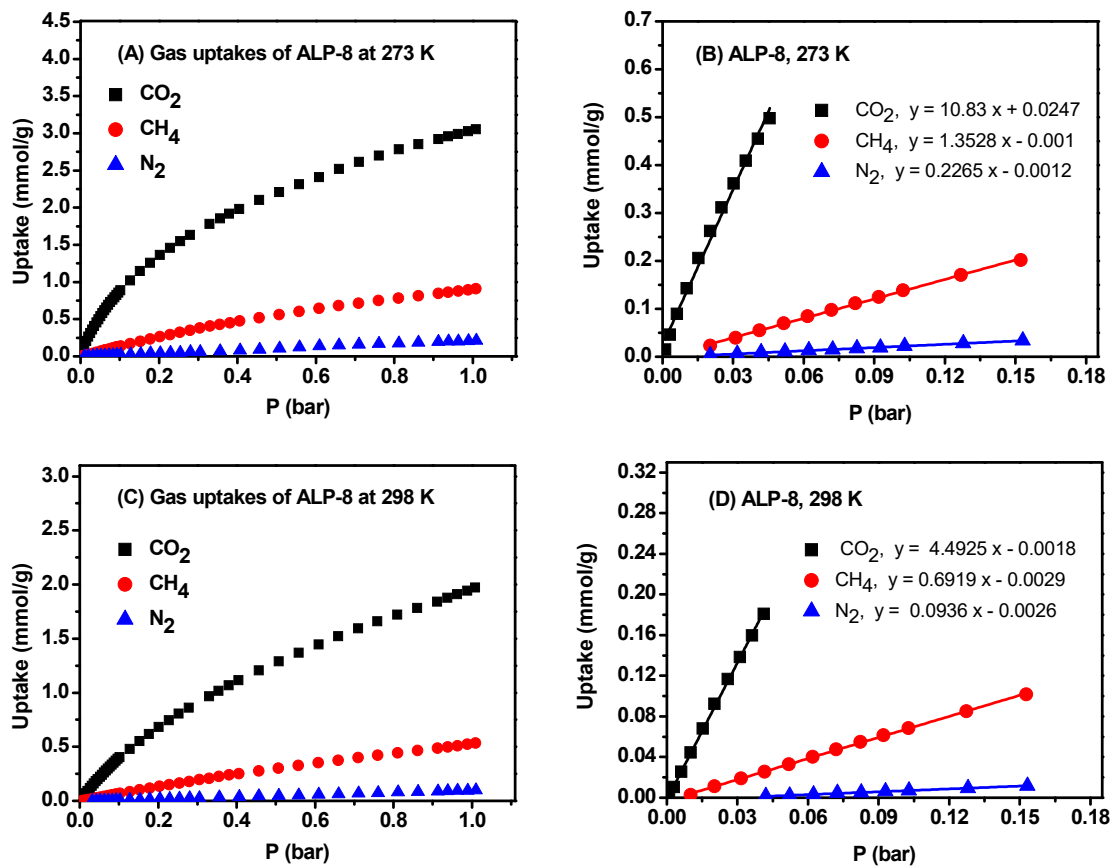 (A) Gas uptakes of ALP-8 at 273 K
CO2
CH4
N2
Uptake (mmol/g)
4.5
4.0
3.5
3.0
2.5
2.0
1.5
1.0
0.5
0.0
0.0 0.2 0.4 0.6 0.8 1.0
P (bar)
(B) ALP-8, 273 K
CO2, y = 10.83 x + 0.0247
CH4, y = 1.3528 x - 0.001
N2, y = 0.2265 x - 0.0012
Uptake (mmol/g)
0.7
0.6
0.5
0.4
0.3
0.2
0.1
0.0
0.00 0.03 0.06 0.09 0.12 0.15 0.18
P (bar)
(C) Gas uptakes of ALP-8 at 298 K
CO2
CH4
N2
Uptake (mmol/g)
3.0
2.5
2.0
1.5
1.0
0.5
0.0
0.0 0.2 0.4 0.6 0.8 1.0
P (bar)
(D) ALP-8, 298 K
CO2, y = 4.4925 x - 0.0018
CH4, y = 0.6919 x - 0.0029
N2, y = 0.0936 x - 0.0026
Uptake (mmol/g)
0.32
0.28
0.24
0.20
0.16
0.12
0.08
0.04
0.00
0.00 0.03 0.06 0.09 0.12 0.15 0.18
P (bar)